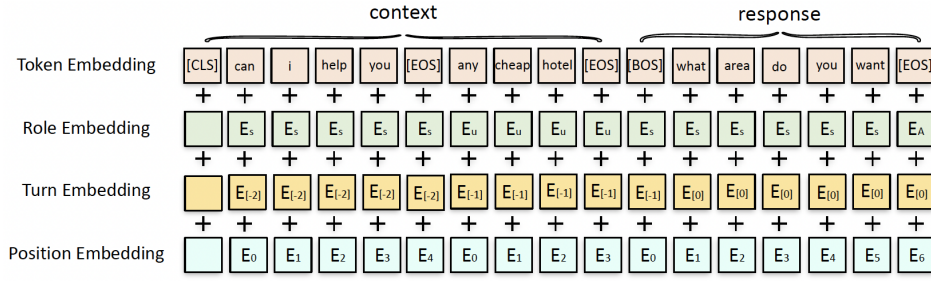 context response
Token Embedding [CLS] can i help you [EOS] any cheap hotel [EOS] [BOS] what area do you want [EOS]
+ + + + + + + + + + + + + + + + +
Role Embedding Es Es Es Es Es Eu Eu Eu Eu Es Es Es Es Es Es EA
+ + + + + + + + + + + + + + + + +
Turn Embedding E[-2] E[-2] E[-2] E[-2] E[-2] E[-1] E[-1] E[-1] E[-1] E[-1] E[0] E[0] E[0] E[0] E[0] E[0]
+ + + + + + + + + + + + + + + + +
Position Embedding E0 E1 E2 E3 E4 E0 E1 E2 E3 E0 E1 E2 E3 E4 E5 E6